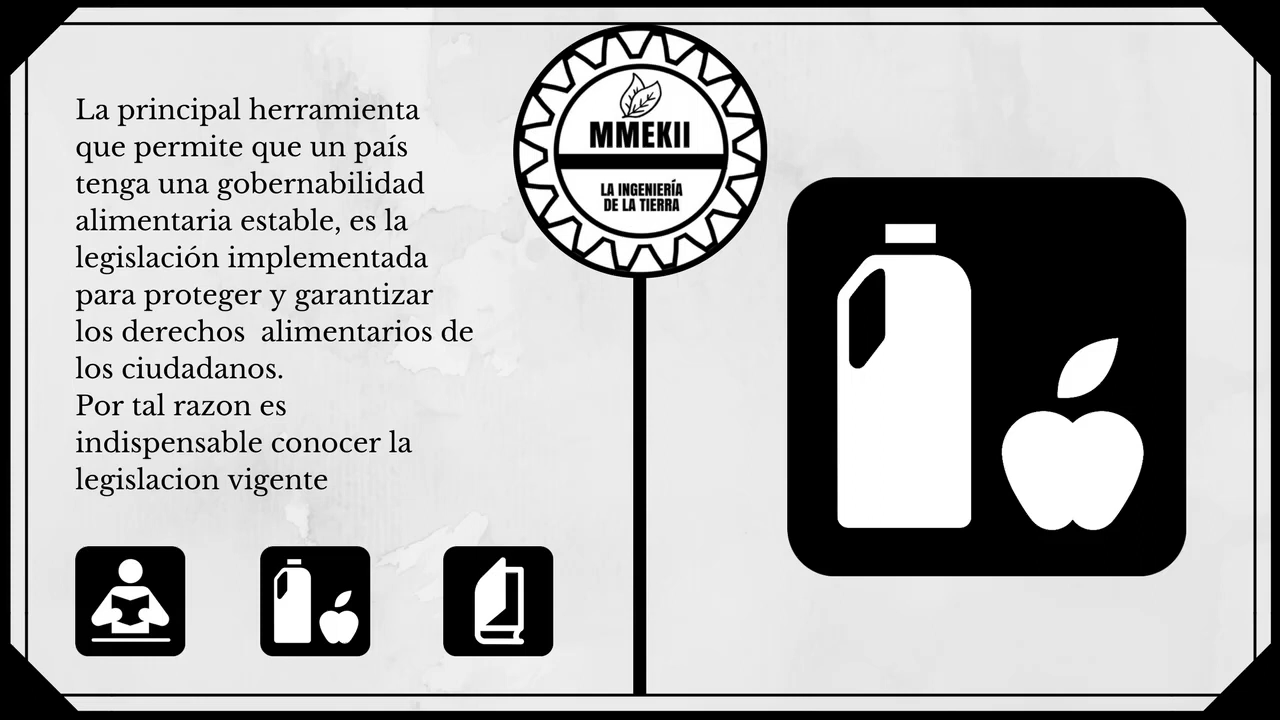 La principal herramienta
que permite que un país
tenga una gobernabilidad
alimentaria estable, es la
legislación implementada
para proteger y garantizar
los derechos  alimentarios de
los ciudadanos.
Por tal razon es
indispensable conocer la
legislacion vigente
MMEKII
LA INGENIERÍA
DE LA TIERRA